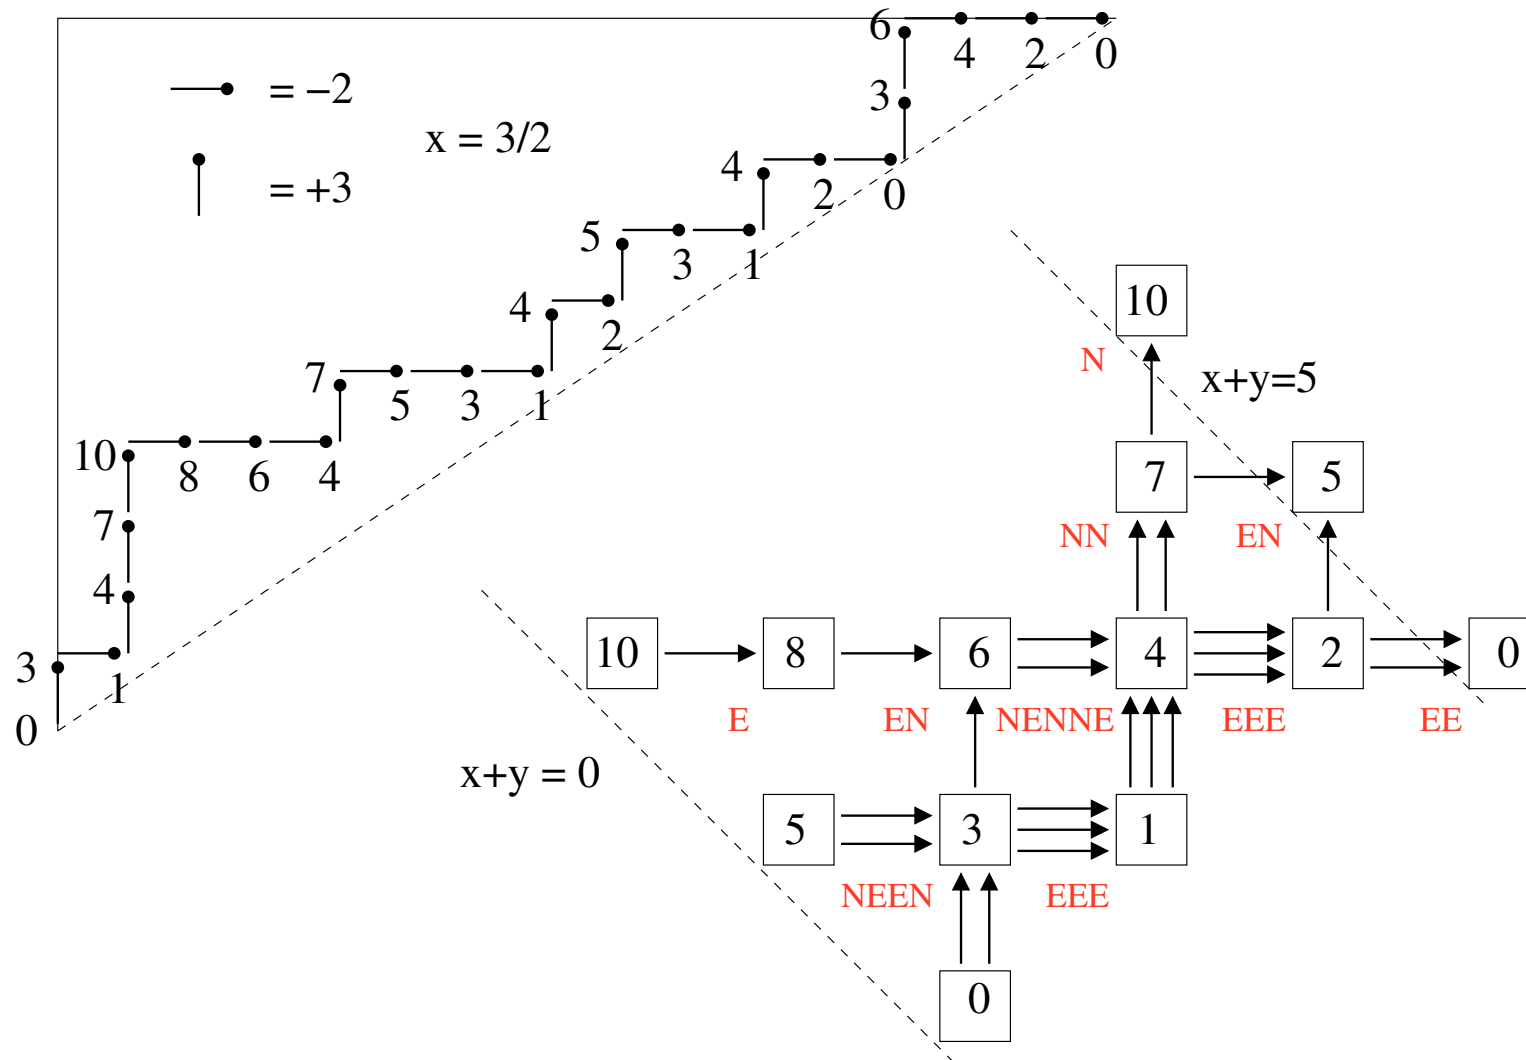 6
4 2 0
= −2
3
x = 3/2
4
= +3
2 0
5
3 1
10
4
2
N
x+y=5
7
5 3 1
10
8 6 4
7 5
7
NN EN
4
10 8 6 4 2 0
3
1
E EN NENNE EEE EE
0
x+y = 0
5 3 1
NEEN EEE
0